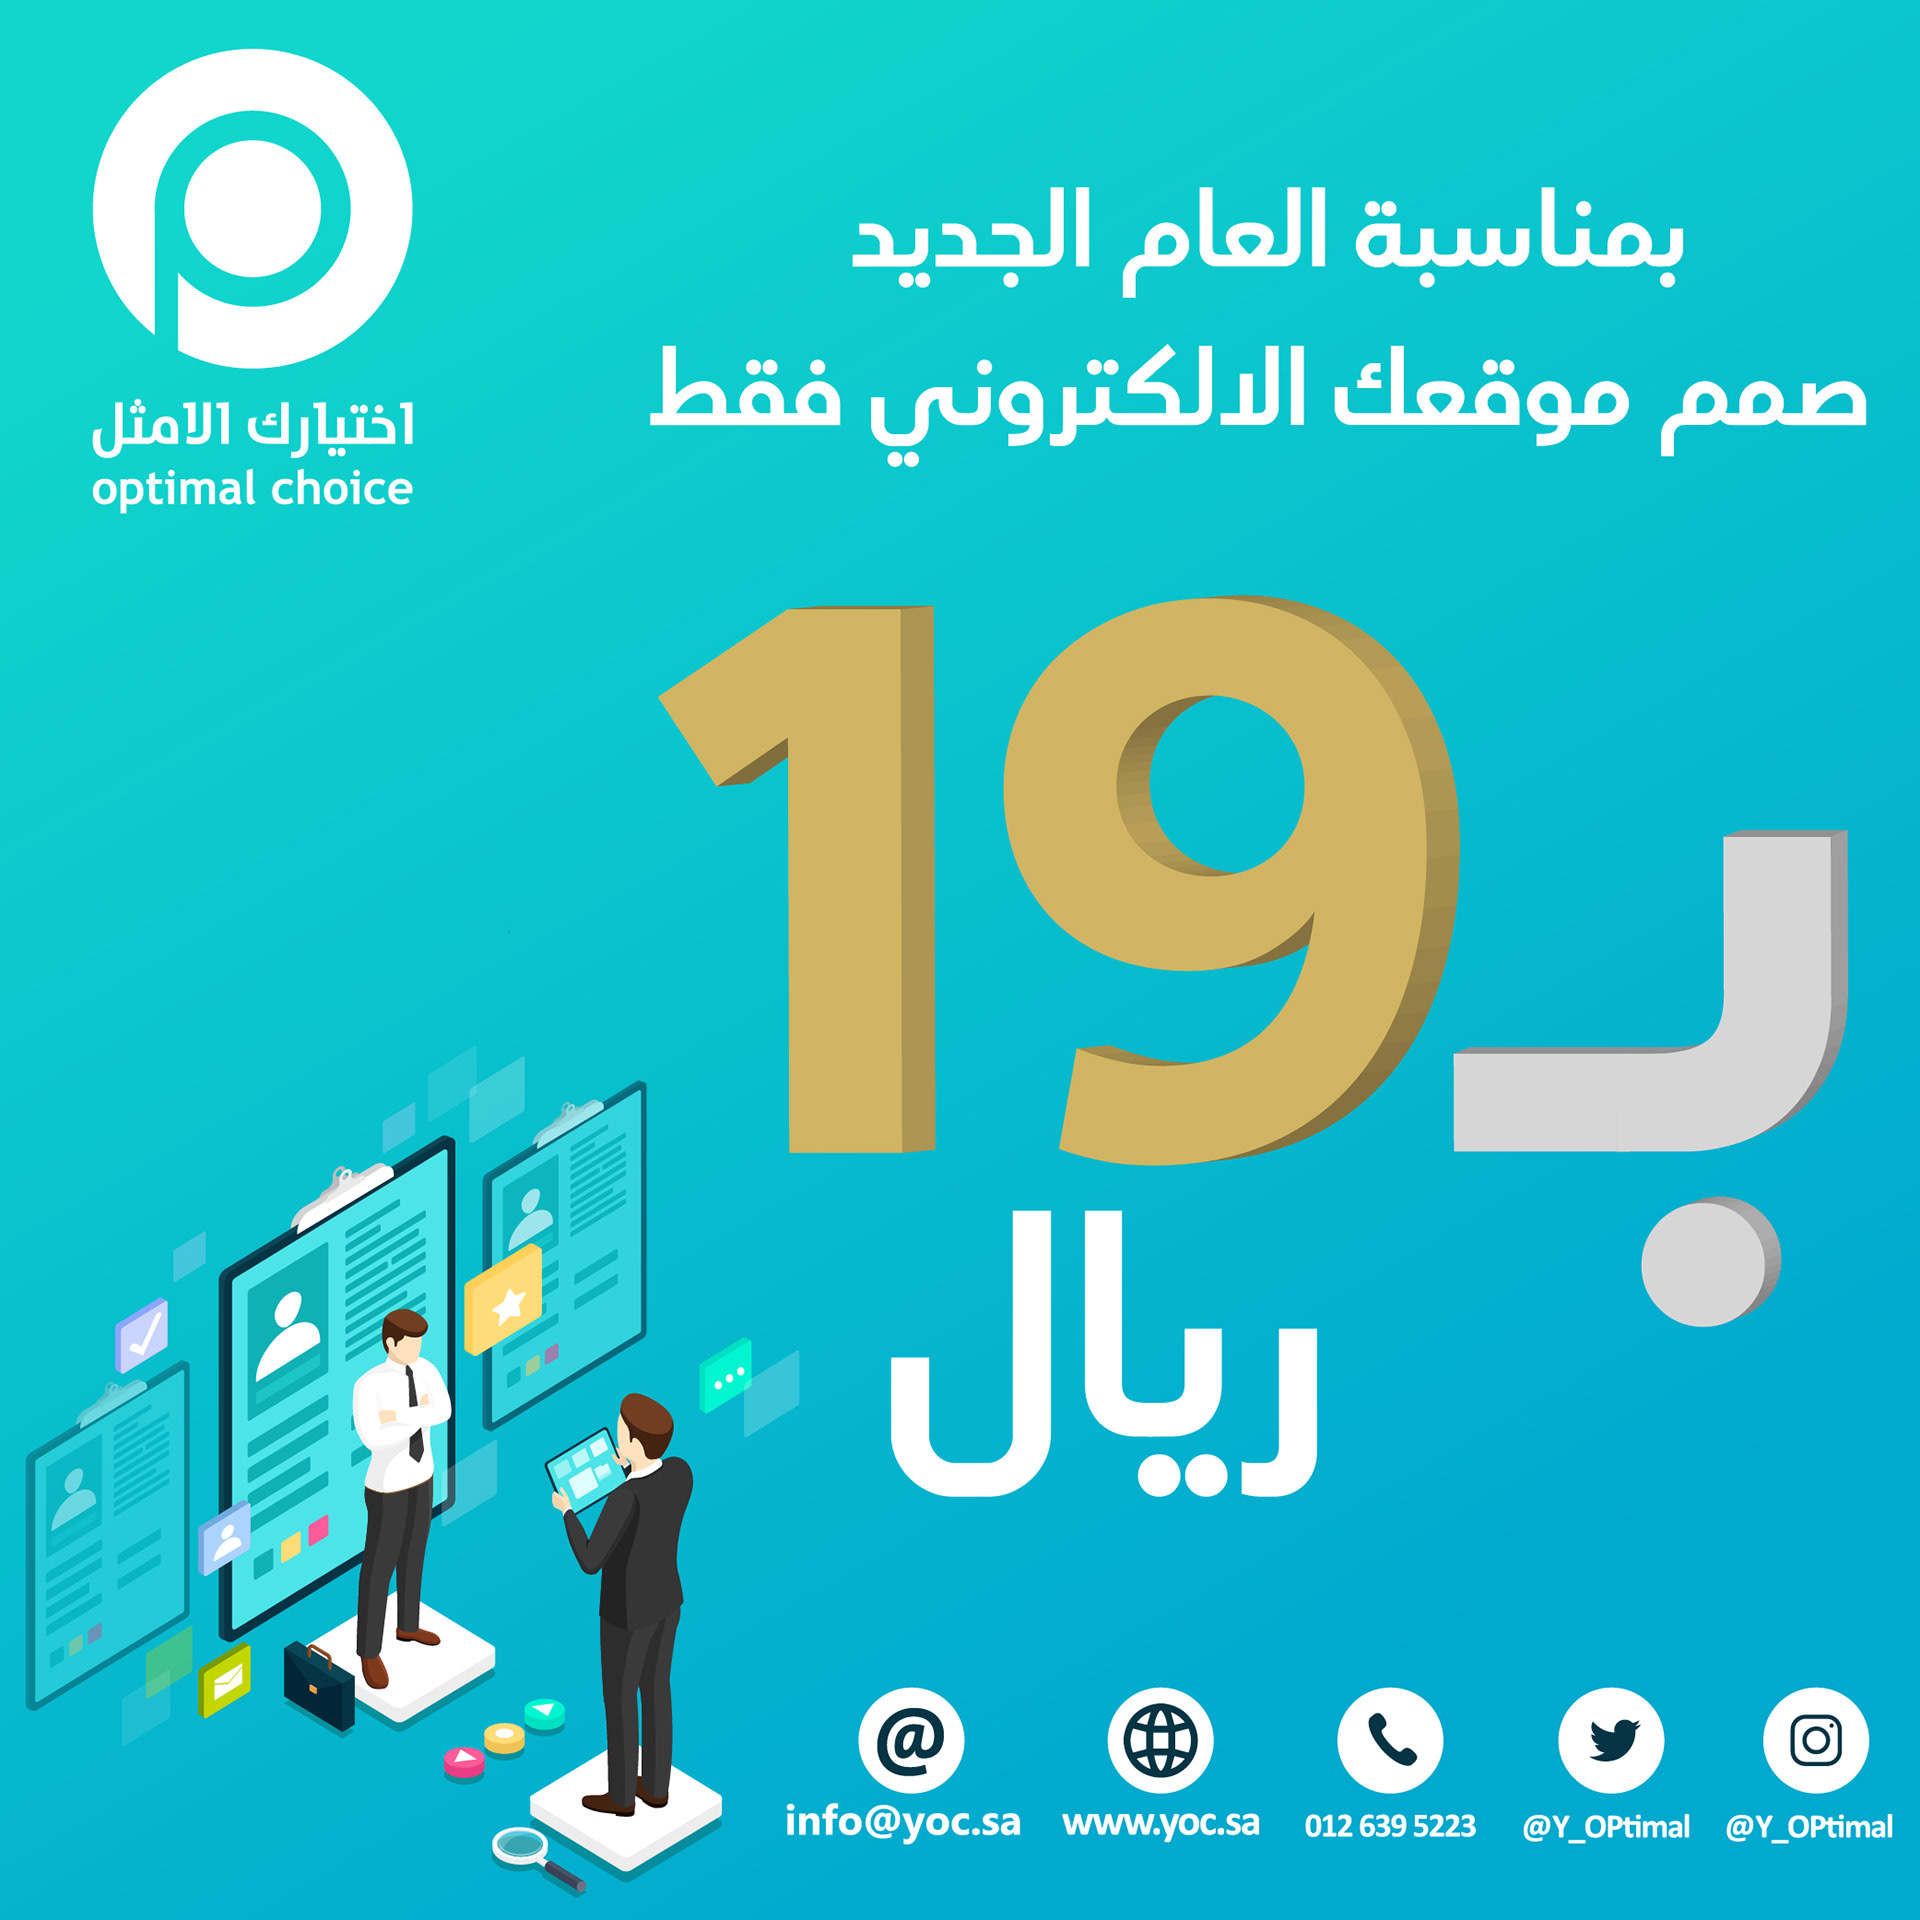 اختيارك الامثل
optimal choice
بمناسبة العام الجديد
صمم موقعك الالكتروني فقط
بـ 19
ريال
info@yoc.sa
www.yoc.sa
012 639 5223
@Y_OPtimal
@Y_OPtimal